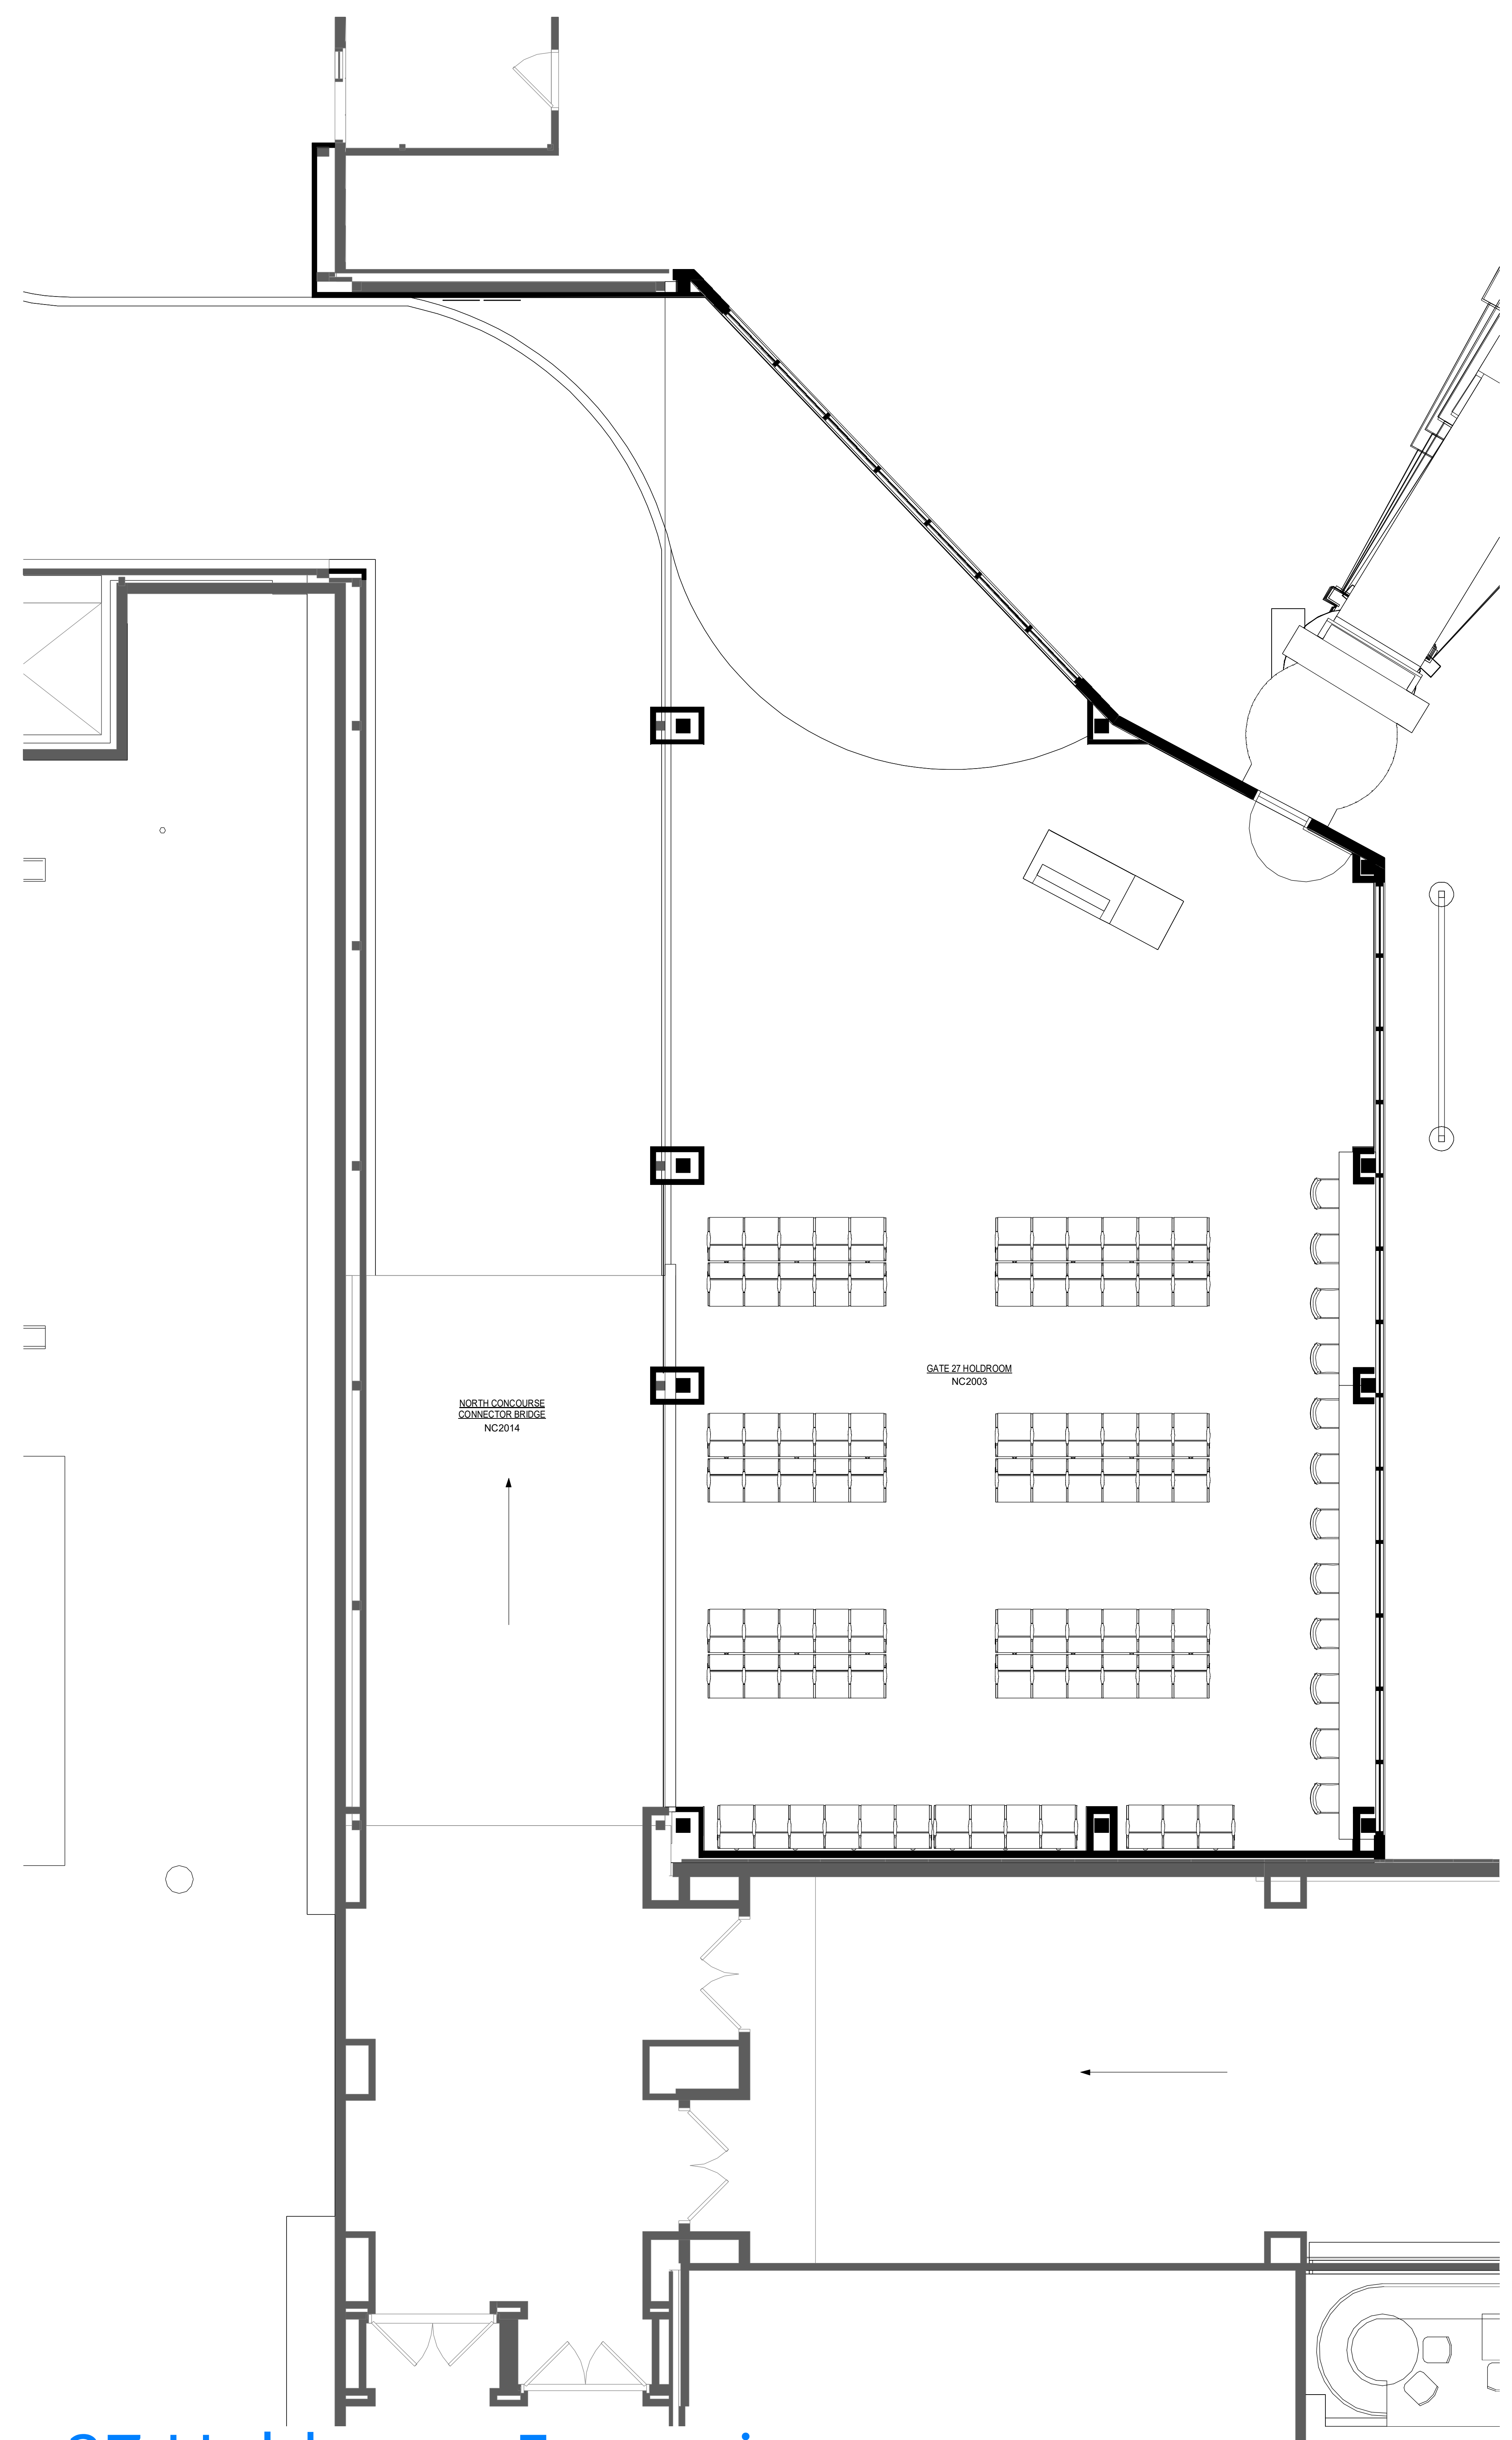 GATE 27 HOLDROOM
NC2003
NORTH CONCOURSE
CONNECTOR BRIDGE
NC2014